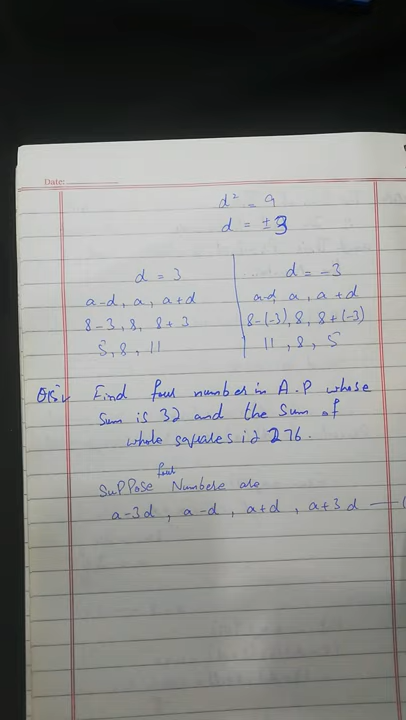 Date:
d² = 9
d = ±3
d = 3
a-d, a, a+d
8-3, 8, 8+3
5, 8, 11
d = -3
a-d, a, a+d
8-(-3), 8, 8+(-3)
11, 8, 5
Q15: Find four number in A.P whose
sum is 32 and the sum of
whole squares is 276.
Suppose four Numbers are
a-3d, a-d, a+d, a+3d —(